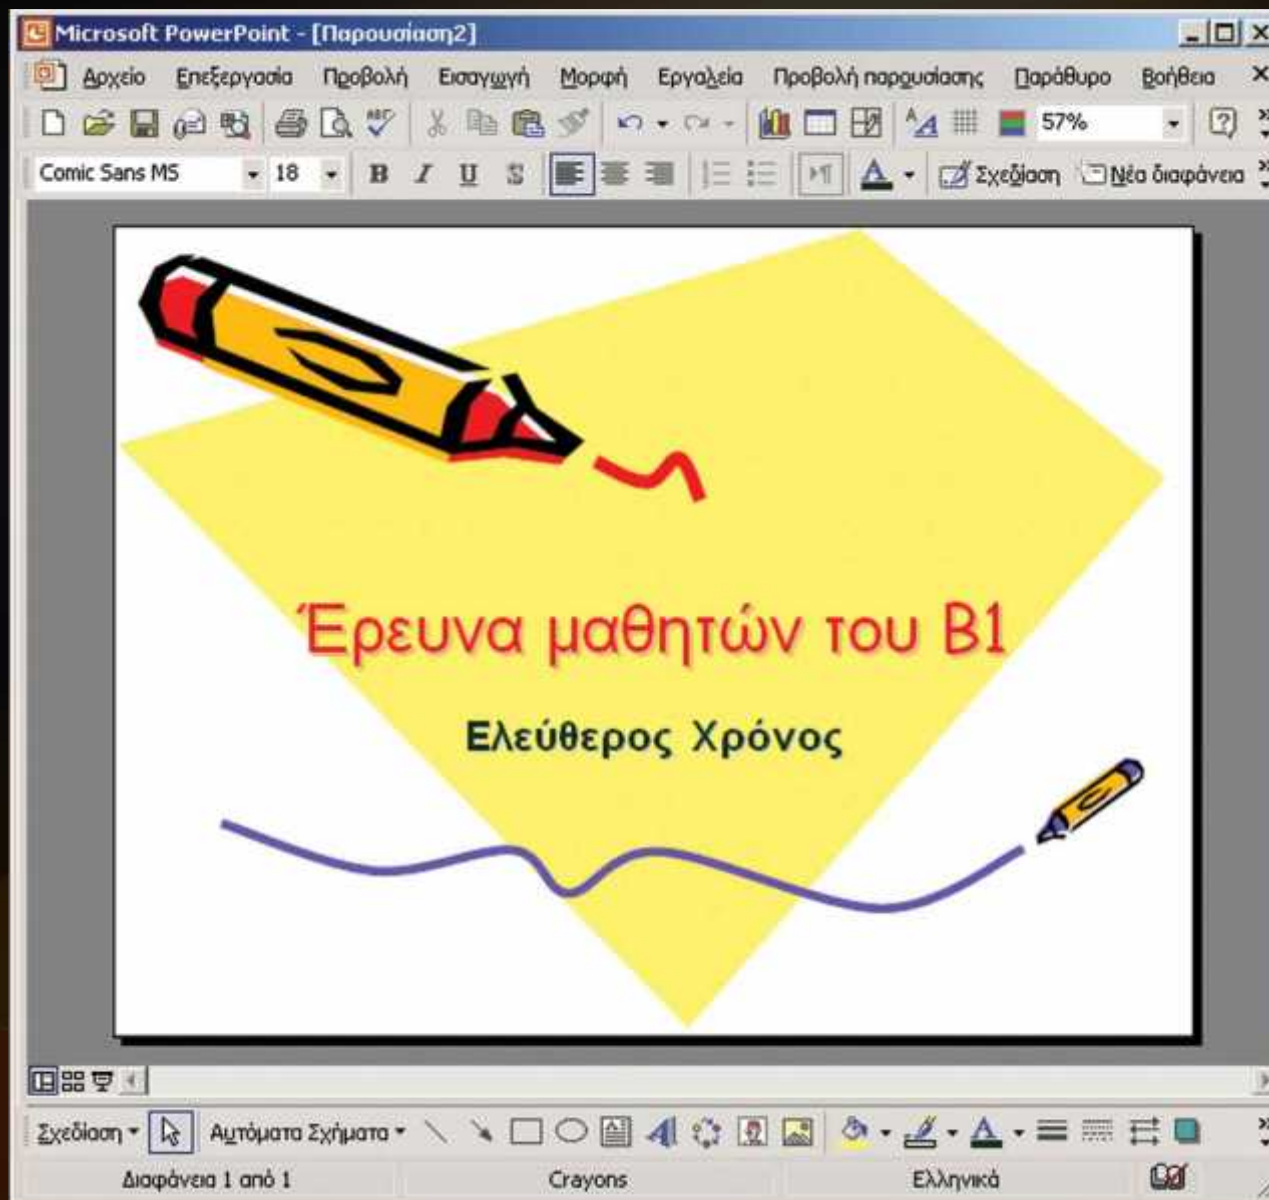 Microsoft PowerPoint - [Παρουσίαση2]
Αρχείο Επεξεργασία Προβολή Εισαγωγή Μορφή Εργαλεία Προβολή παρουσίασης Παράθυρο Βοήθεια
57%
Comic Sans MS 18 B I U S Σχεδίαση Νέα διαφάνεια
Έρευνα μαθητών του Β1
Ελεύθερος Χρόνος
Σχεδίαση Αυτόματα Σχήματα
Διαφάνεια 1 από 1 Crayons Ελληνικά